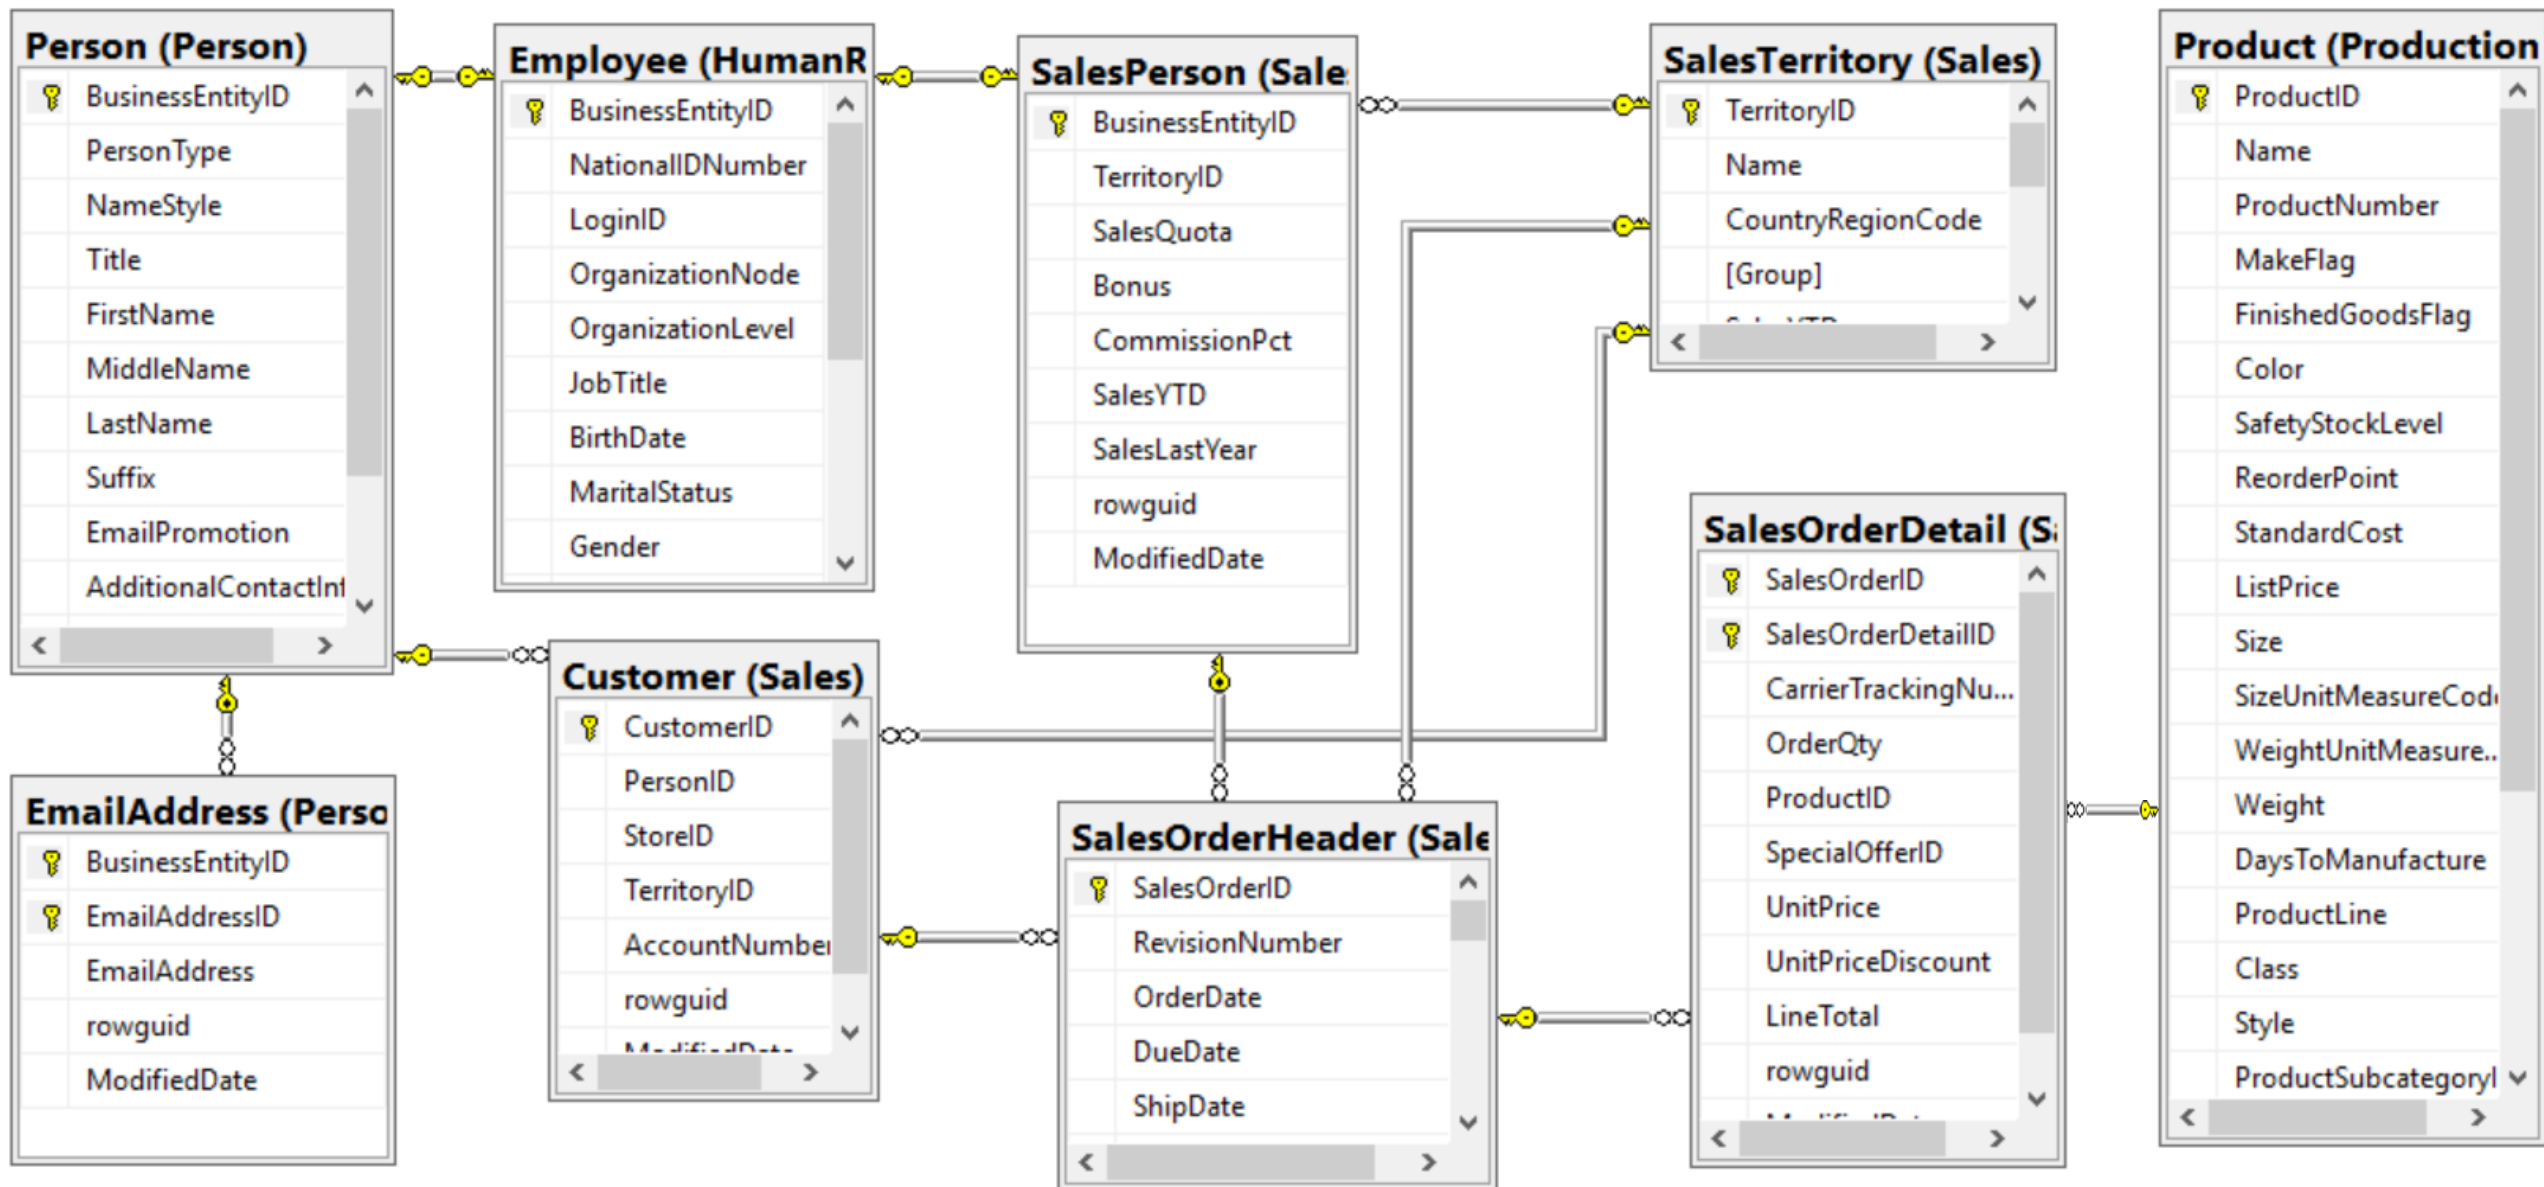 Person (Person)
BusinessEntityID
PersonType
NameStyle
Title
FirstName
MiddleName
LastName
Suffix
EmailPromotion
AdditionalContactInf
Employee (HumanR
BusinessEntityID
NationalIDNumber
LoginID
OrganizationNode
OrganizationLevel
JobTitle
BirthDate
MaritalStatus
Gender
SalesPerson (Sale
BusinessEntityID
TerritoryID
SalesQuota
Bonus
CommissionPct
SalesYTD
SalesLastYear
rowguid
ModifiedDate
SalesTerritory (Sales)
TerritoryID
Name
CountryRegionCode
[Group]
Product (Production
ProductID
Name
ProductNumber
MakeFlag
FinishedGoodsFlag
Color
SafetyStockLevel
ReorderPoint
StandardCost
ListPrice
Size
SizeUnitMeasureCod
WeightUnitMeasure...
Weight
DaysToManufacture
ProductLine
Class
Style
ProductSubcategoryI
EmailAddress (Perso
BusinessEntityID
EmailAddressID
EmailAddress
rowguid
ModifiedDate
Customer (Sales)
CustomerID
PersonID
StoreID
TerritoryID
AccountNumber
rowguid
SalesOrderHeader (Sale
SalesOrderID
RevisionNumber
OrderDate
DueDate
ShipDate
SalesOrderDetail (Sa
SalesOrderID
SalesOrderDetailID
CarrierTrackingNu...
OrderQty
ProductID
SpecialOfferID
UnitPrice
UnitPriceDiscount
LineTotal
rowguid